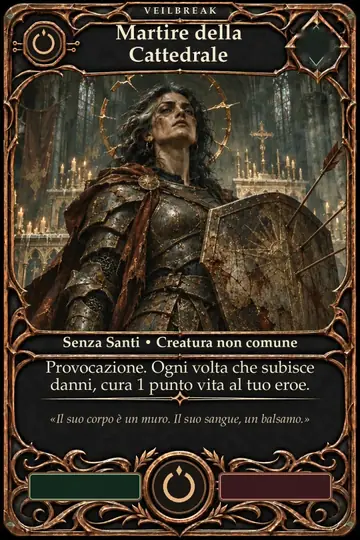 VEILBREAK
Martire della
Cattedrale
Senza Santi • Creatura non comune
Provocazione. Ogni volta che subisce
danni, cura 1 punto vita al tuo eroe.
«Il suo corpo è un muro. Il suo sangue, un balsamo.»